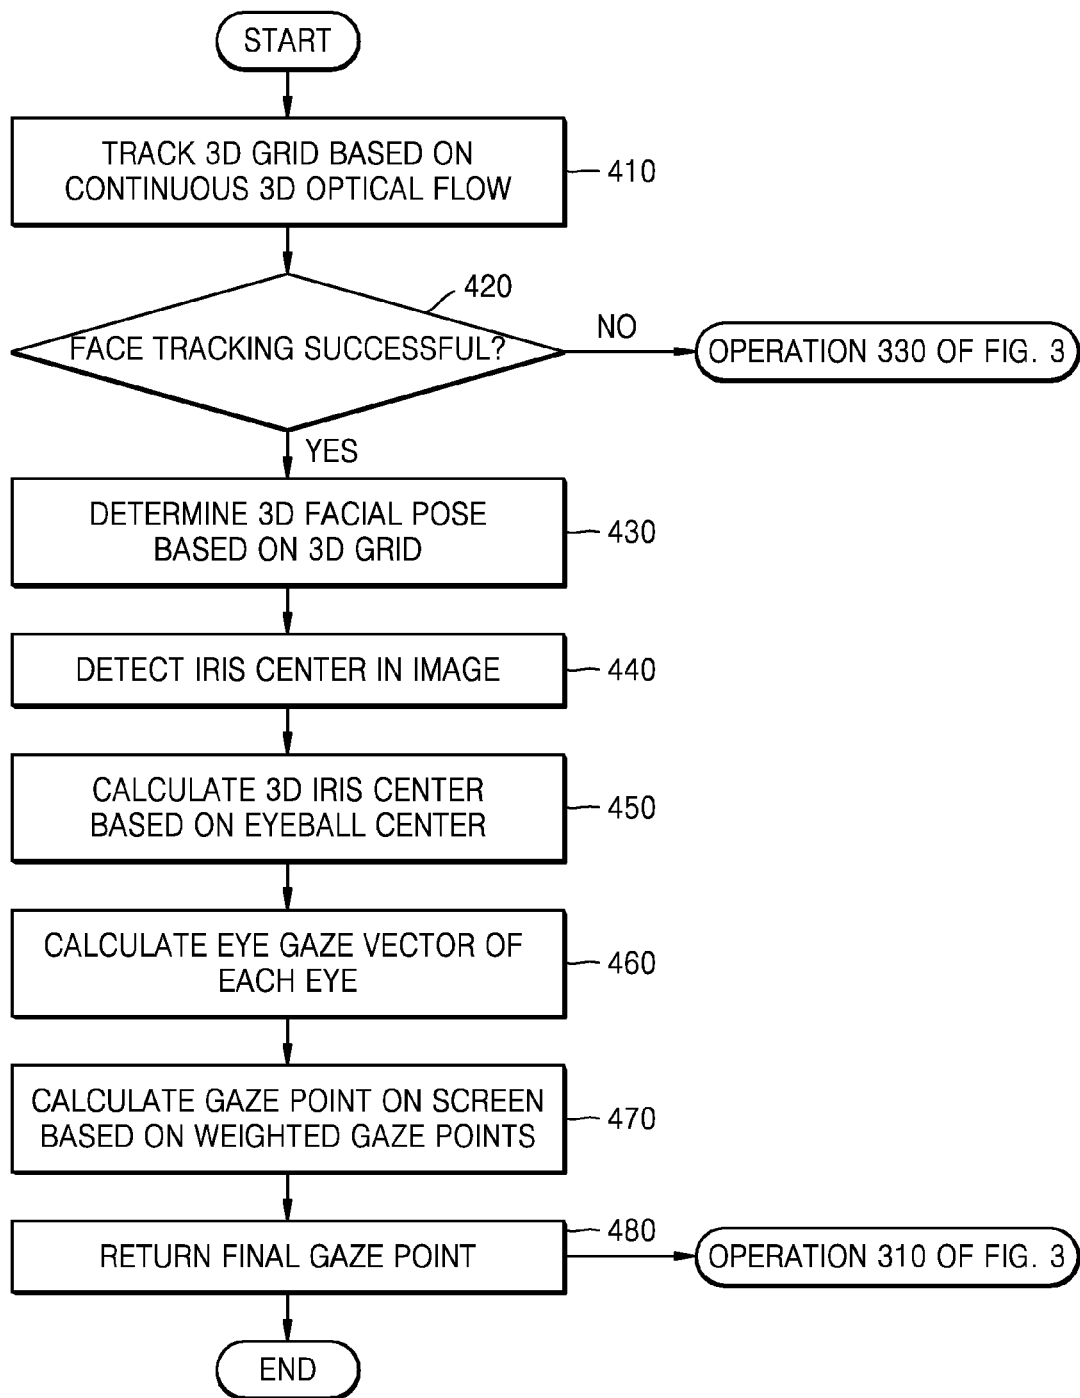 START
TRACK 3D GRID BASED ON
CONTINUOUS 3D OPTICAL FLOW
410
420
FACE TRACKING SUCCESSFUL?
NO
OPERATION 330 OF FIG. 3
YES
DETERMINE 3D FACIAL POSE
BASED ON 3D GRID
430
DETECT IRIS CENTER IN IMAGE
440
CALCULATE 3D IRIS CENTER
BASED ON EYEBALL CENTER
450
CALCULATE EYE GAZE VECTOR OF
EACH EYE
460
CALCULATE GAZE POINT ON SCREEN
BASED ON WEIGHTED GAZE POINTS
470
480
RETURN FINAL GAZE POINT
OPERATION 310 OF FIG. 3
END